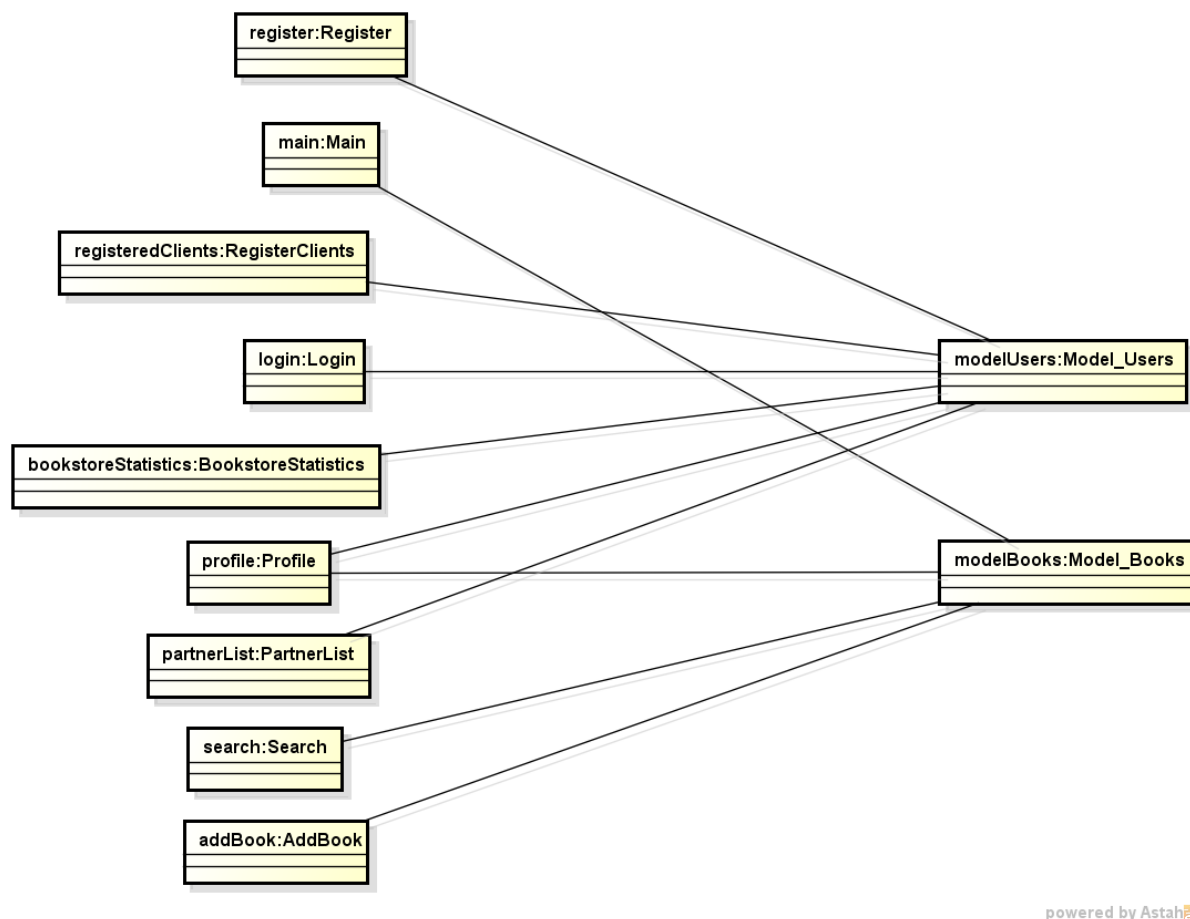 register:Register
main:Main
registeredClients:RegisterClients
login:Login
modelUsers:Model_Users
bookstoreStatistics:BookstoreStatistics
profile:Profile
modelBooks:Model_Books
partnerList:PartnerList
search:Search
addBook:AddBook
powered by Astah